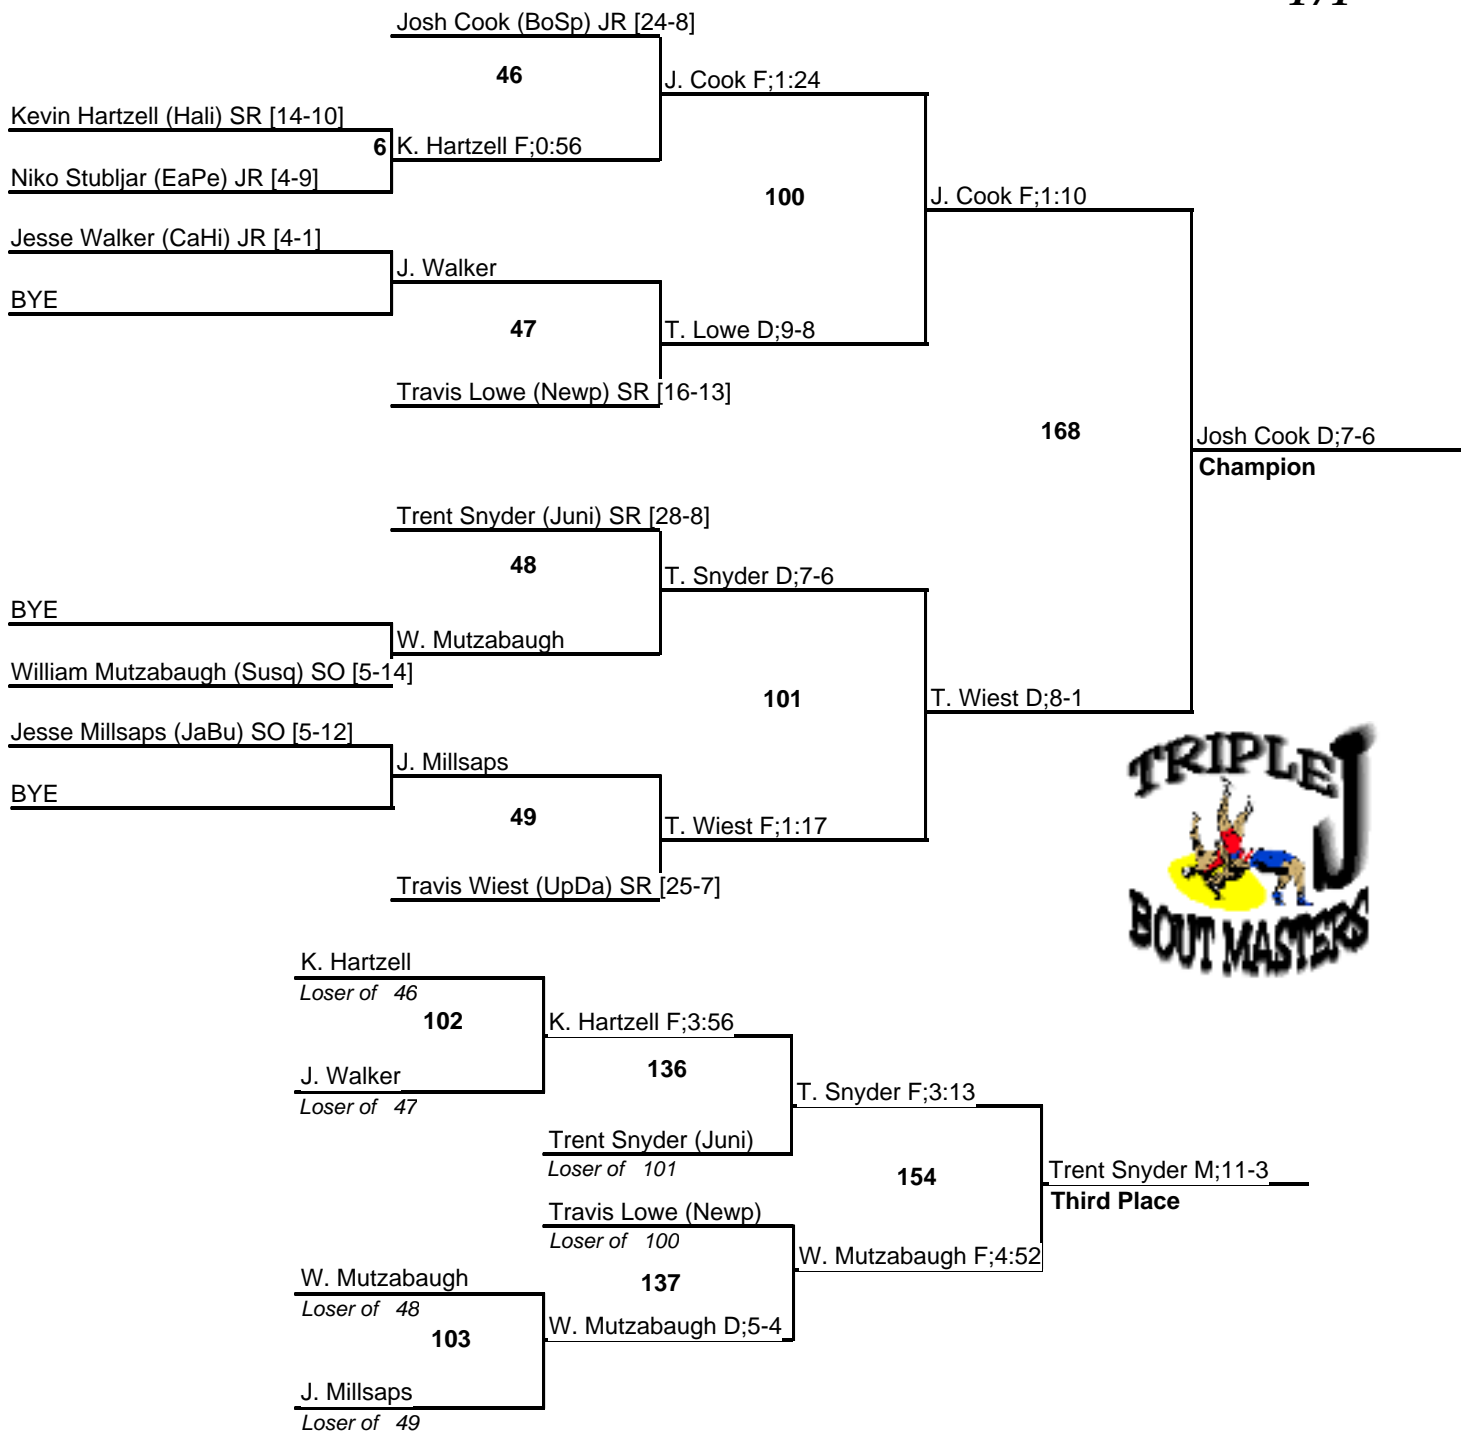 Josh Cook (BoSp) JR [24-8]
46
J. Cook F;1:24
Kevin Hartzell (Hali) SR [14-10]
6
K. Hartzell F;0:56
Niko Stubljar (EaPe) JR [4-9]
100
J. Cook F;1:10
Jesse Walker (CaHi) JR [4-1]
J. Walker
BYE
47
T. Lowe D;9-8
Travis Lowe (Newp) SR [16-13]
168
Josh Cook D;7-6
Champion
Trent Snyder (Juni) SR [28-8]
48
T. Snyder D;7-6
BYE
W. Mutzabaugh
William Mutzabaugh (Susq) SO [5-14]
101
T. Wiest D;8-1
Jesse Millsaps (JaBu) SO [5-12]
J. Millsaps
BYE
49
T. Wiest F;1:17
Travis Wiest (UpDa) SR [25-7]
TRIPLE J
BOUT MASTERS
K. Hartzell
Loser of 46
102
K. Hartzell F;3:56
J. Walker
Loser of 47
136
T. Snyder F;3:13
Trent Snyder (Juni)
Loser of 101
154
Trent Snyder M;11-3
Third Place
Travis Lowe (Newp)
Loser of 100
W. Mutzabaugh F;4:52
W. Mutzabaugh
Loser of 48
137
103
W. Mutzabaugh D;5-4
J. Millsaps
Loser of 49